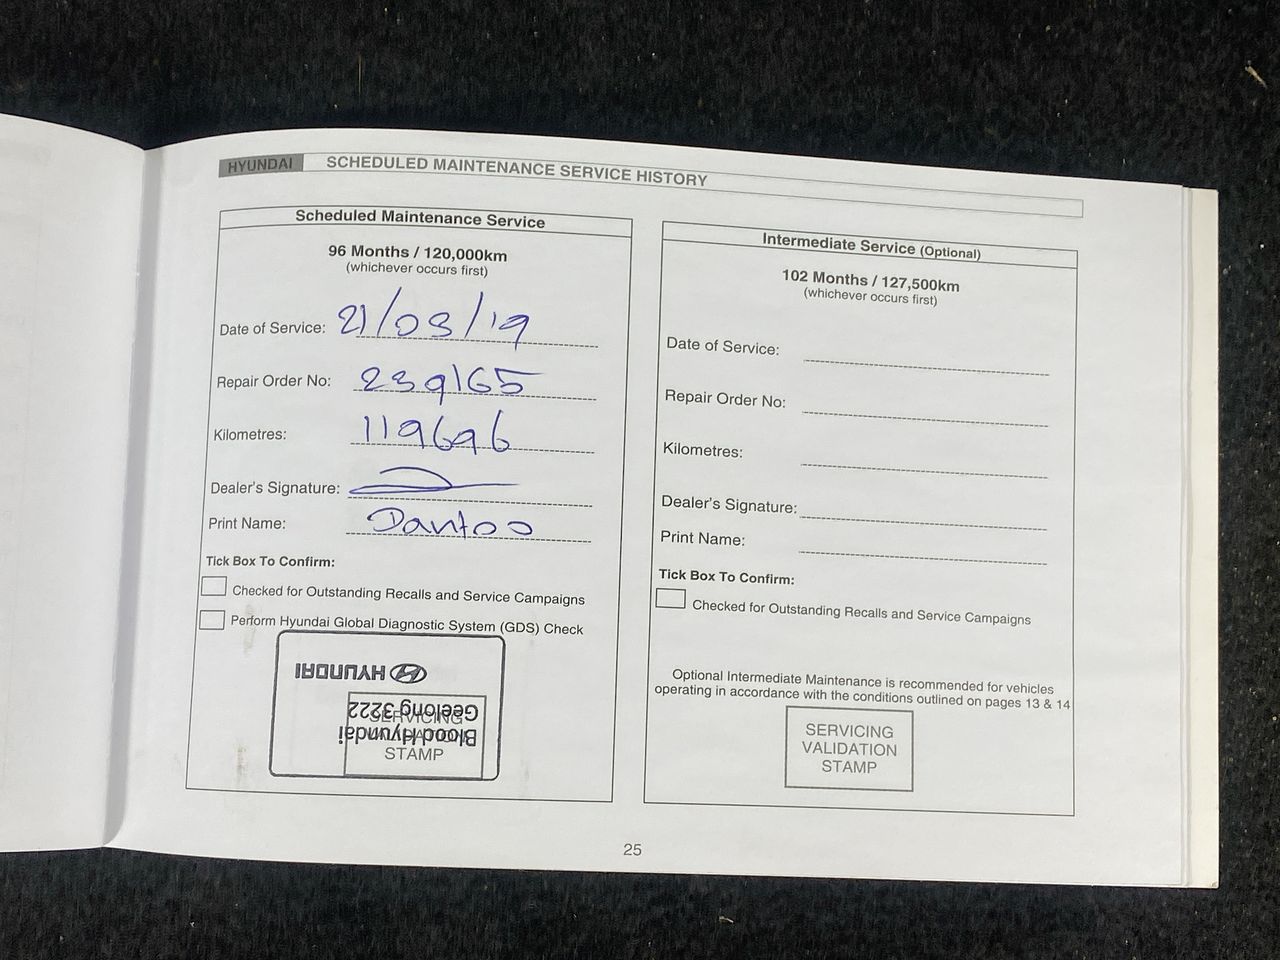 HYUNDAI SCHEDULED MAINTENANCE SERVICE HISTORY
Scheduled Maintenance Service
96 Months / 120,000km
(whichever occurs first)
Date of Service: 21/03/19
Repair Order No: 239165
Kilometres: 119696
Dealer's Signature:
Print Name:
Tick Box To Confirm:
Checked for Outstanding Recalls and Service Campaigns
Perform Hyundai Global Diagnostic System (GDS) Check
SERVICING
VALIDATION
STAMP
Blood Hyundai
Geelong 3222
HYUNDAI
Intermediate Service (Optional)
102 Months / 127,500km
(whichever occurs first)
Date of Service:
Repair Order No:
Kilometres:
Dealer's Signature:
Print Name:
Tick Box To Confirm:
Checked for Outstanding Recalls and Service Campaigns
Optional Intermediate Maintenance is recommended for vehicles
operating in accordance with the conditions outlined on pages 13 & 14
SERVICING
VALIDATION
STAMP
25